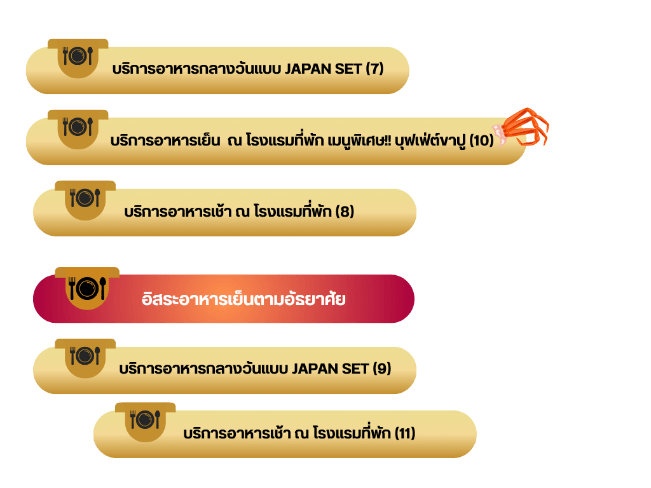 บริการอาหารกลางวันแบบ JAPAN SET (7)
บริการอาหารเย็น ณ โรงแรมที่พัก เมนูพิเศษ!! บุฟเฟ่ต์ขาปู (10)
บริการอาหารเช้า ณ โรงแรมที่พัก (8)
อิสระอาหารเย็นตามอัธยาศัย
บริการอาหารกลางวันแบบ JAPAN SET (9)
บริการอาหารเช้า ณ โรงแรมที่พัก (11)